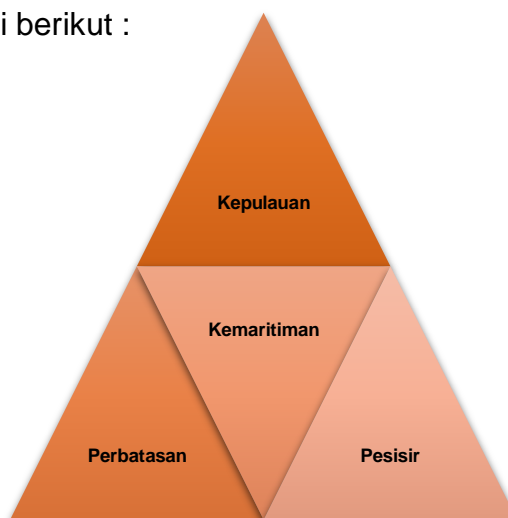 i berikut :
Kepulauan
Kemaritiman
Perbatasan
Pesisir